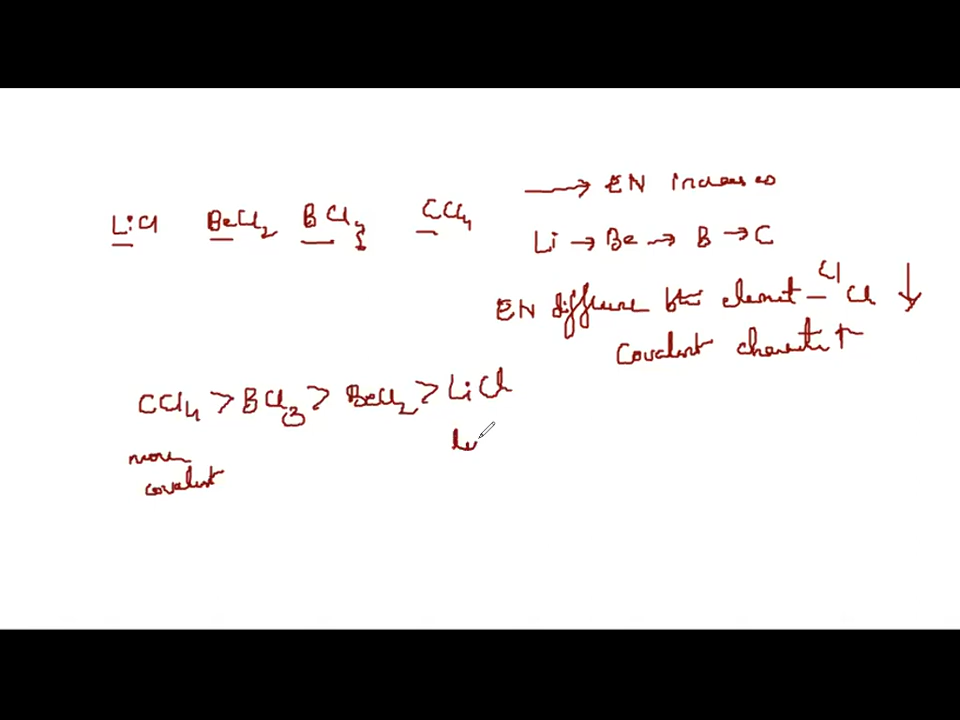 LiCl BeCl2 BCl3 CCl4
→ EN increases
Li → Be → B → C
EN difference btn element – Cl ↓
Covalent character ↑
CCl4 > BCl3 > BeCl2 > LiCl
more
covalent